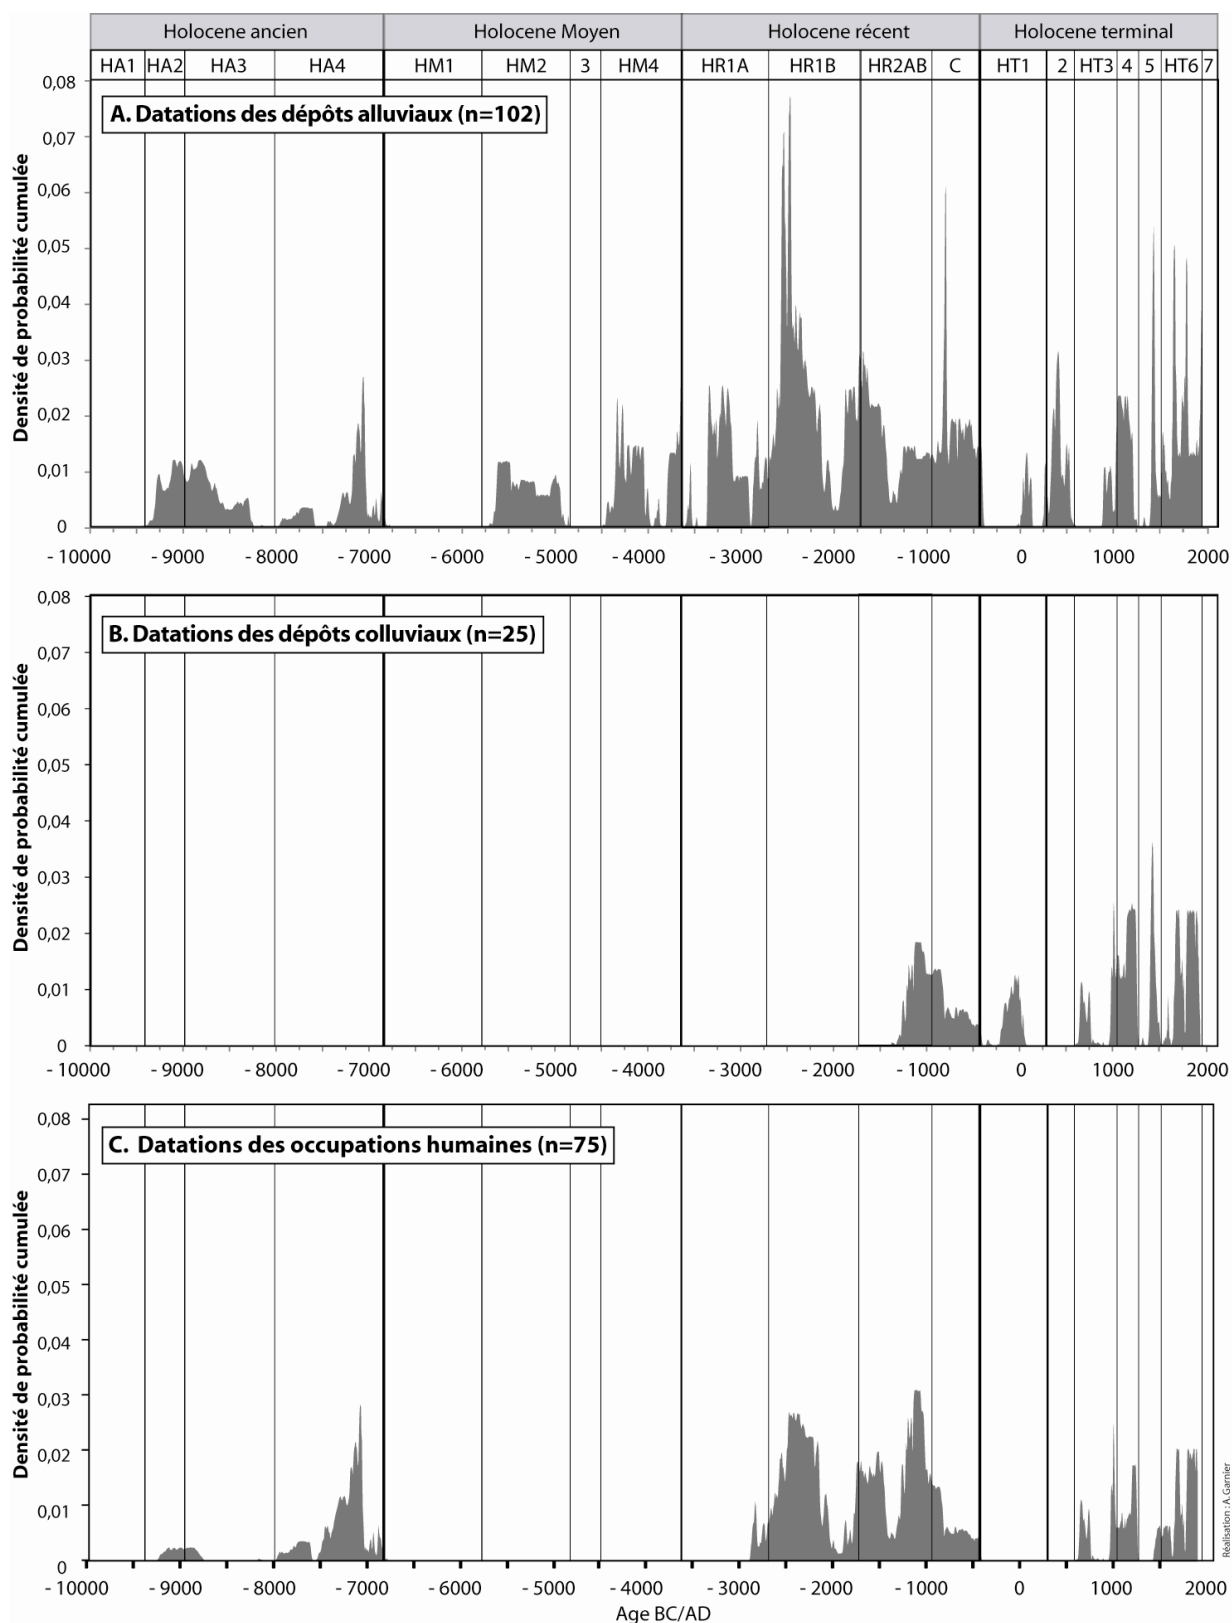 Holocene ancien Holocene Moyen Holocene récent Holocene terminal
HA1 HA2 HA3 HA4 HM1 HM2 3 HM4 HR1A HR1B HR2AB C HT1 2 HT3 4 5 HT6 7
A. Datations des dépôts alluviaux (n=102)
Densité de probabilité cumulée
0,08
0,07
0,06
0,05
0,04
0,03
0,02
0,01
0
- 10000 - 9000 - 8000 - 7000 - 6000 - 5000 - 4000 - 3000 - 2000 - 1000 0 1000 2000
B. Datations des dépôts colluviaux (n=25)
Densité de probabilité cumulée
0,08
0,07
0,06
0,05
0,04
0,03
0,02
0,01
0
- 10000 - 9000 - 8000 - 7000 - 6000 - 5000 - 4000 - 3000 - 2000 - 1000 0 1000 2000
C. Datations des occupations humaines (n=75)
Densité de probabilité cumulée
0,08
0,07
0,06
0,05
0,04
0,03
0,02
0,01
0
- 10000 - 9000 - 8000 - 7000 - 6000 - 5000 - 4000 - 3000 - 2000 - 1000 0 1000 2000
Age BC/AD
Réalisation : A. Garnier